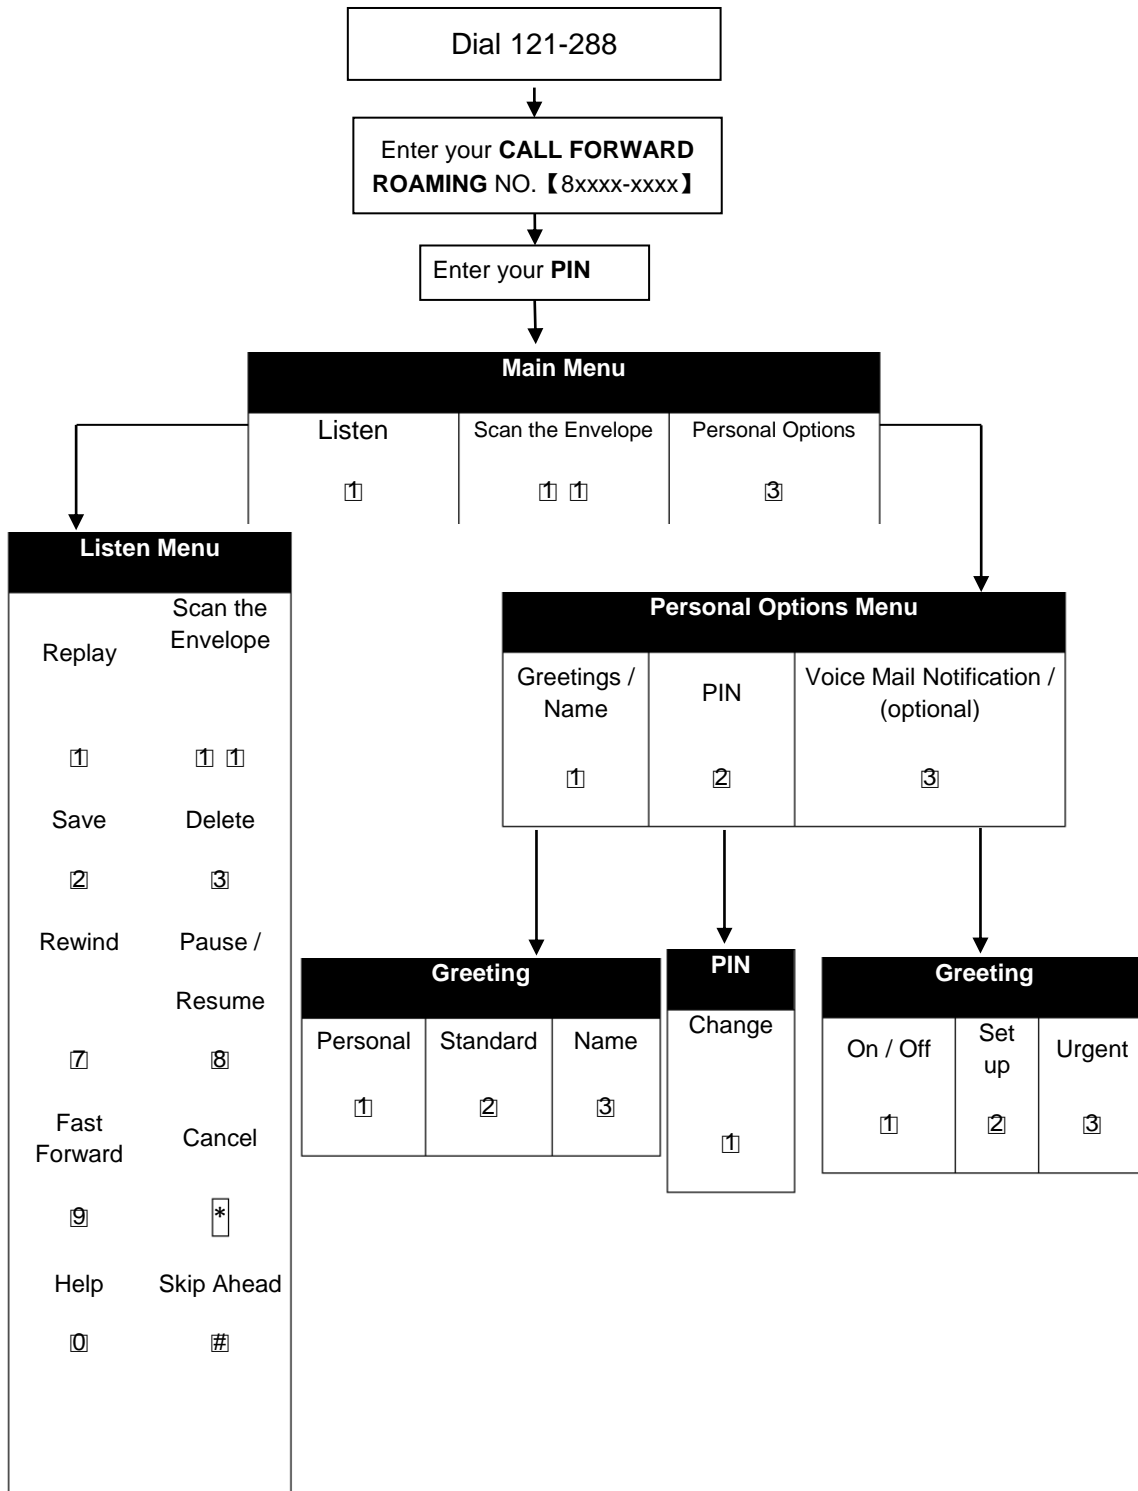 Dial 121-288
Enter your CALL FORWARD
ROAMING NO.【8xxxx-xxxx】
Enter your PIN
Main Menu
Listen Scan the Envelope Personal Options
1 1 1 3
Listen Menu
Scan the
Replay Envelope
1 1 1
Save Delete
2 3
Rewind Pause /
Resume
7 8
Fast
Forward Cancel
9 *
Help Skip Ahead
0 #
Personal Options Menu
Greetings /
Name
PIN
Voice Mail Notification /
(optional)
1 2 3
Greeting
Personal Standard Name
1 2 3
PIN
Change
1
Greeting
On / Off Set
up Urgent
1 2 3